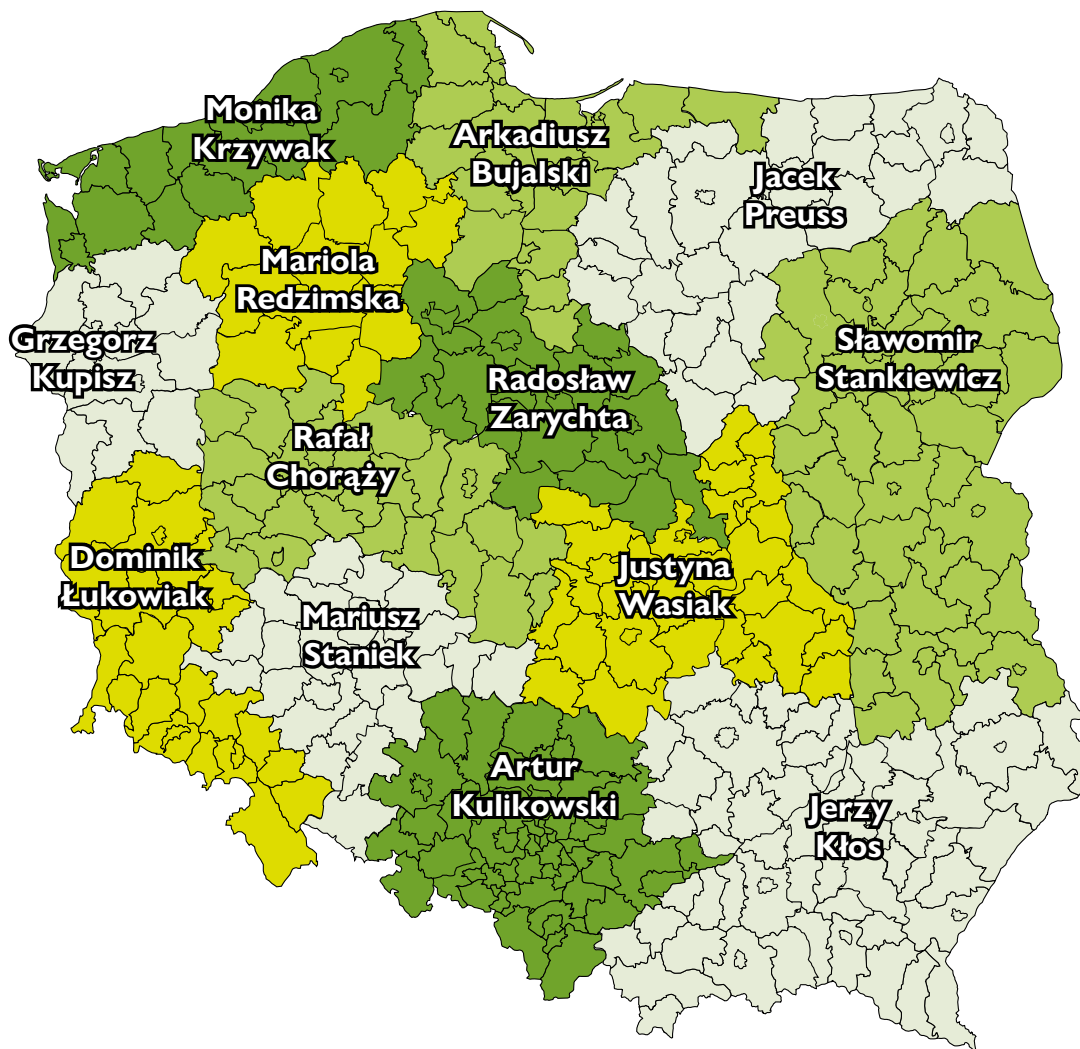 Monika
Krzywak
Arkadiusz
Bujalski
Jacek
Preuss
Mariola
Redzimska
Grzegorz
Kupisz
Sławomir
Stankiewicz
Radosław
Zarychta
Rafał
Chorąży
Dominik
Łukowiak
Justyna
Wasiak
Mariusz
Staniek
Artur
Kulikowski
Jerzy
Kłos